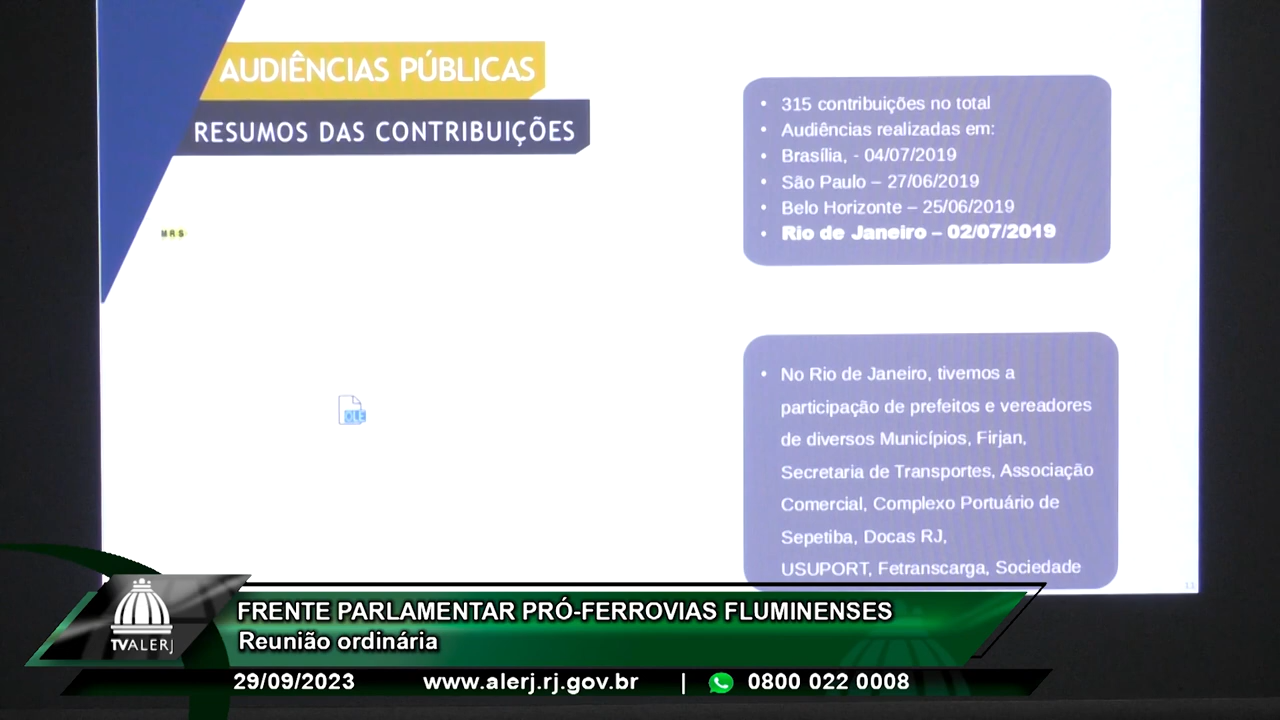 AUDIÊNCIAS PÚBLICAS
RESUMOS DAS CONTRIBUIÇÕES
MRS
OLE
• 315 contribuições no total
• Audiências realizadas em:
• Brasília, - 04/07/2019
• São Paulo – 27/06/2019
• Belo Horizonte – 25/06/2019
• Rio de Janeiro – 02/07/2019
• No Rio de Janeiro, tivemos a
participação de prefeitos e vereadores
de diversos Municípios, Firjan,
Secretaria de Transportes, Associação
Comercial, Complexo Portuário de
Sepetiba, Docas RJ,
USUPORT, Fetranscarga, Sociedade
13
TVALERJ
FRENTE PARLAMENTAR PRÓ-FERROVIAS FLUMINENSES
Reunião ordinária
29/09/2023 www.alerj.rj.gov.br | 0800 022 0008